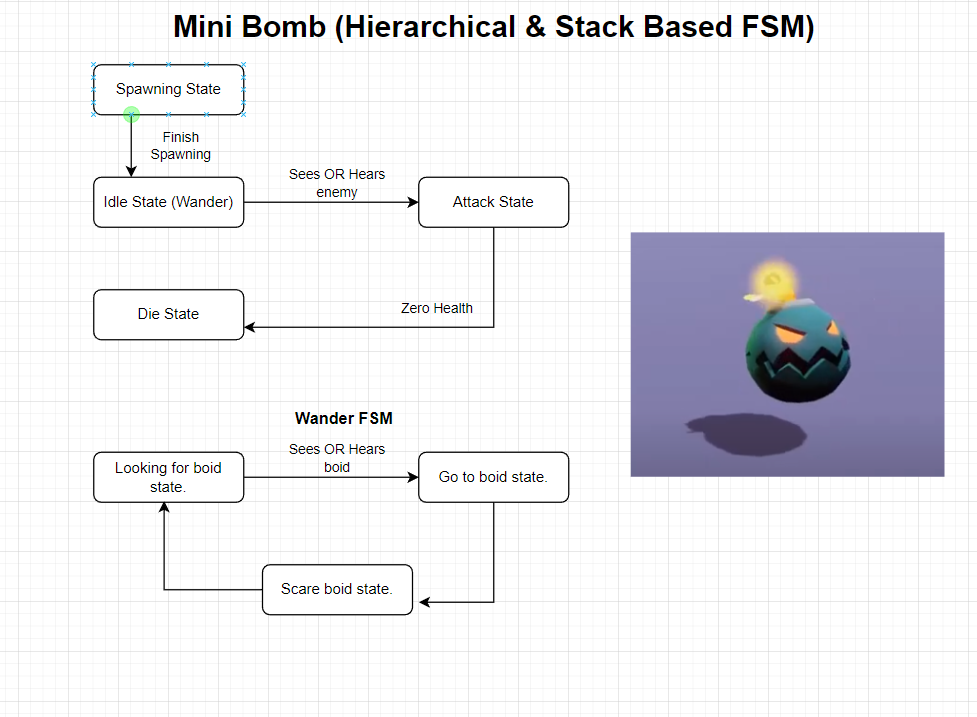 Mini Bomb (Hierarchical & Stack Based FSM)
Spawning State
Finish
Spawning
Idle State (Wander)
Sees OR Hears
enemy
Attack State
Die State
Zero Health
Wander FSM
Looking for boid
state.
Sees OR Hears
boid
Go to boid state.
Scare boid state.